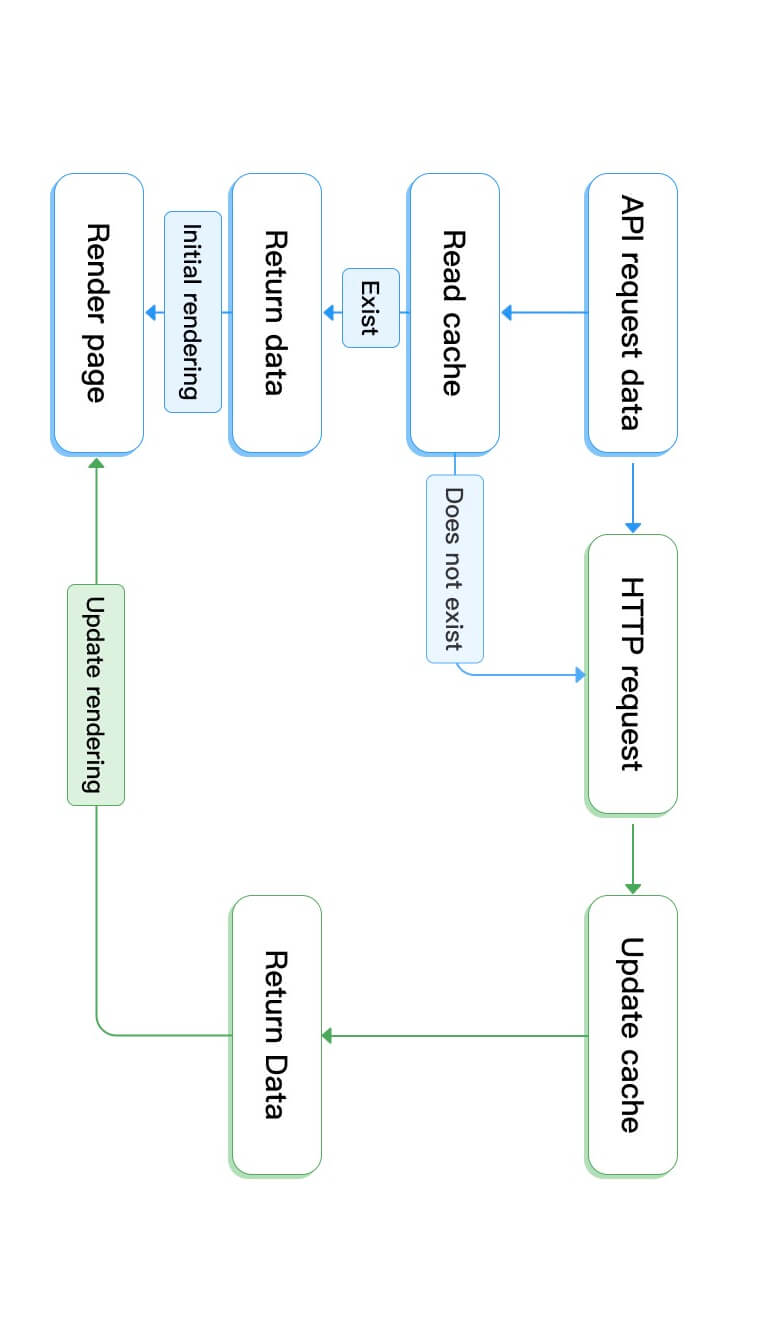 API request data
HTTP request
Update cache
Read cache
Does not exist
Exist
Return data
Return Data
Initial rendering
Render page
Update rendering